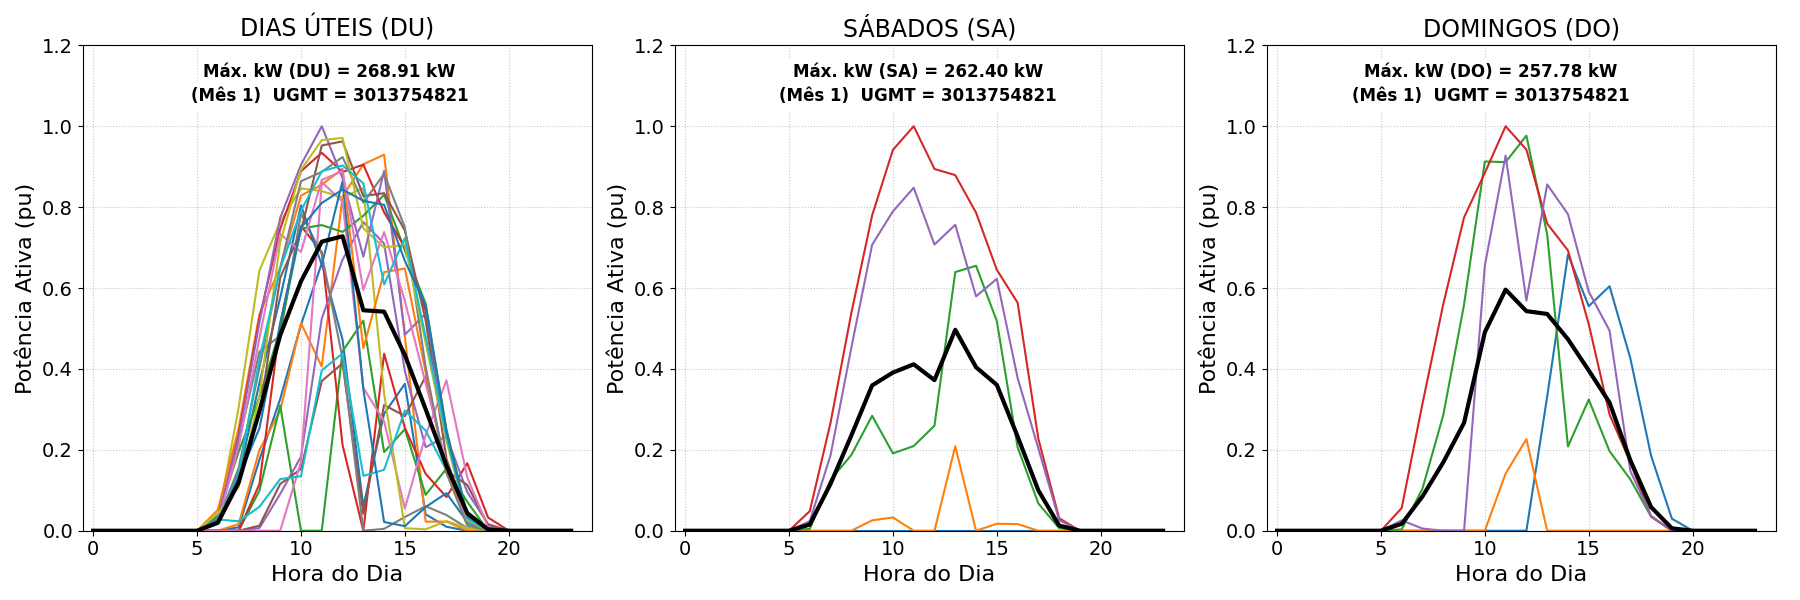 DIAS ÚTEIS (DU)
Máx. kW (DU) = 268.91 kW
(Mês 1)  UGMT = 3013754821
Potência Ativa (pu)
1.2
1.0
0.8
0.6
0.4
0.2
0.0
0 5 10 15 20
Hora do Dia
SÁBADOS (SA)
Máx. kW (SA) = 262.40 kW
(Mês 1)  UGMT = 3013754821
Potência Ativa (pu)
1.2
1.0
0.8
0.6
0.4
0.2
0.0
0 5 10 15 20
Hora do Dia
DOMINGOS (DO)
Máx. kW (DO) = 257.78 kW
(Mês 1)  UGMT = 3013754821
Potência Ativa (pu)
1.2
1.0
0.8
0.6
0.4
0.2
0.0
0 5 10 15 20
Hora do Dia